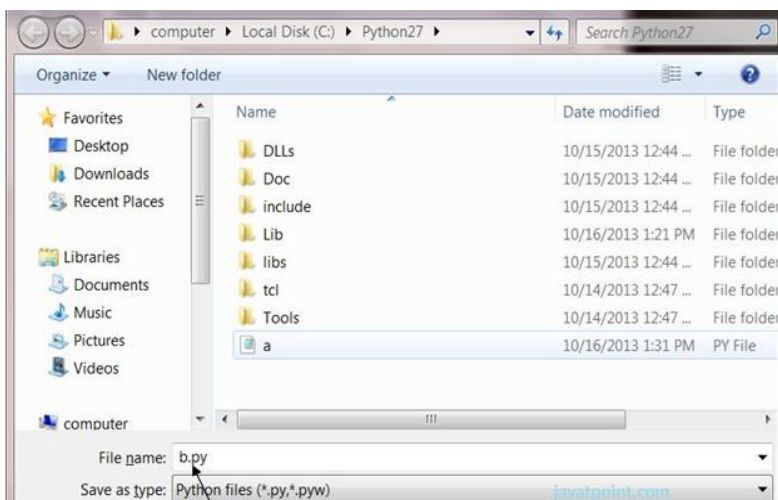 computer ▸ Local Disk (C:) ▸ Python27 ▸
Search Python27
Organize New folder
Name Date modified Type
Favorites
Desktop
Downloads
Recent Places
Libraries
Documents
Music
Pictures
Videos
computer
DLLs 10/15/2013 12:44 ... File folder
Doc 10/15/2013 12:44 ... File folder
include 10/15/2013 12:44 ... File folder
Lib 10/16/2013 1:21 PM File folder
libs 10/15/2013 12:44 ... File folder
tcl 10/14/2013 12:47 ... File folder
Tools 10/14/2013 12:47 ... File folder
a 10/16/2013 1:31 PM PY File
File name: b.py
Save as type: Python files (*.py,*.pyw)
javatpoint.com